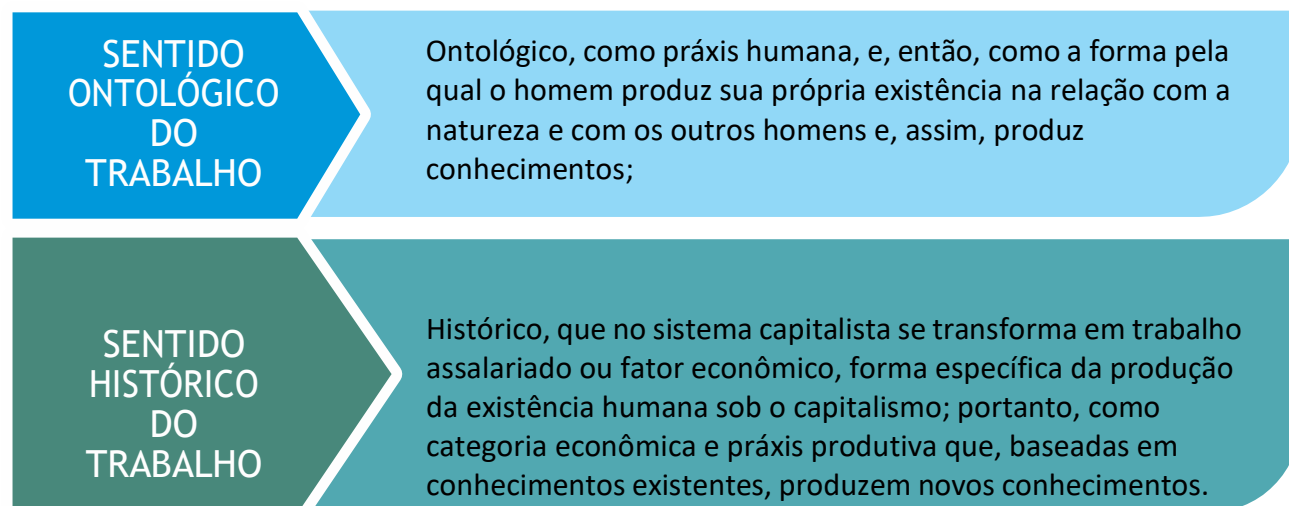 SENTIDO
ONTOLÓGICO
DO
TRABALHO
Ontológico, como práxis humana, e, então, como a forma pela
qual o homem produz sua própria existência na relação com a
natureza e com os outros homens e, assim, produz
conhecimentos;
SENTIDO
HISTÓRICO
DO
TRABALHO
Histórico, que no sistema capitalista se transforma em trabalho
assalariado ou fator econômico, forma específica da produção
da existência humana sob o capitalismo; portanto, como
categoria econômica e práxis produtiva que, baseadas em
conhecimentos existentes, produzem novos conhecimentos.